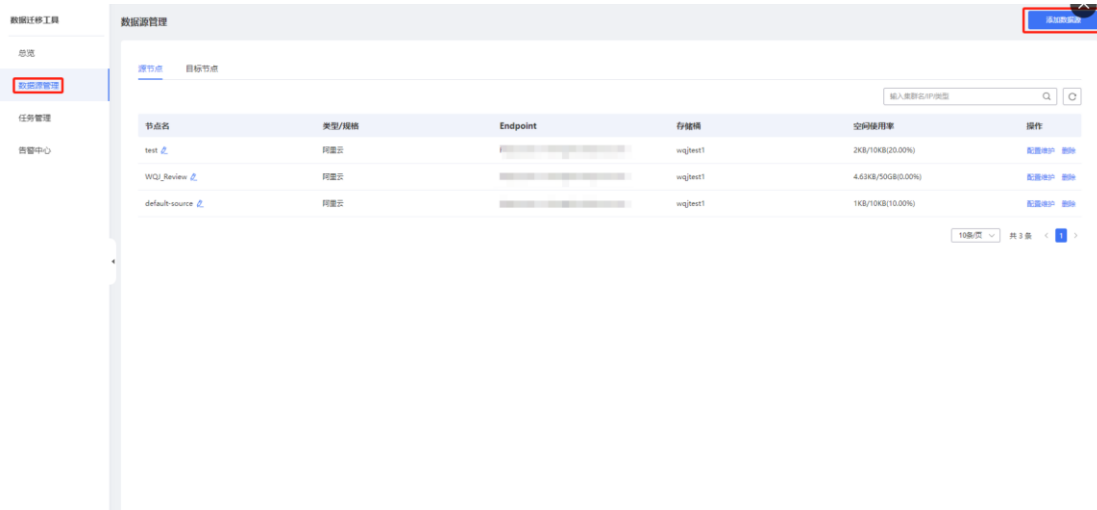 数据迁移工具
总览
数据源管理
任务管理
告警中心
数据源管理
添加数据源
源节点 目标节点
输入集群名/IP/类型
节点名 类型/规格 Endpoint 存储桶 空间使用率 操作
test 阿里云 wqjtest1 2KB/10KB(20.00%) 配置维护 删除
WQJ_Review 阿里云 wqjtest1 4.63KB/50GB(0.00%) 配置维护 删除
default-source 阿里云 wqjtest1 1KB/10KB(10.00%) 配置维护 删除
10条/页 共 3 条 < 1 >